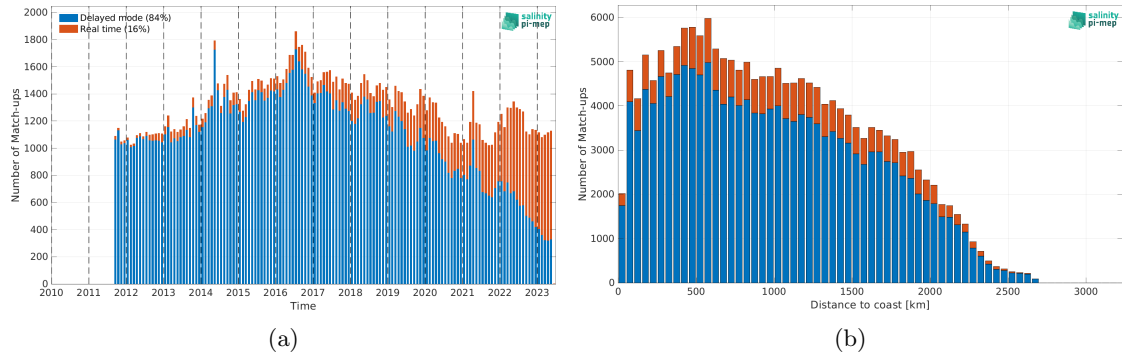 Delayed mode (84%)
Real time (16%)
salinity
pi-mep
Number of Match-ups
2000
1800
1600
1400
1200
1000
800
600
400
200
0
2010 2011 2012 2013 2014 2015 2016 2017 2018 2019 2020 2021 2022 2023
Time
(a)
salinity
pi-mep
Number of Match-ups
6000
5000
4000
3000
2000
1000
0
0 500 1000 1500 2000 2500 3000
Distance to coast [km]
(b)